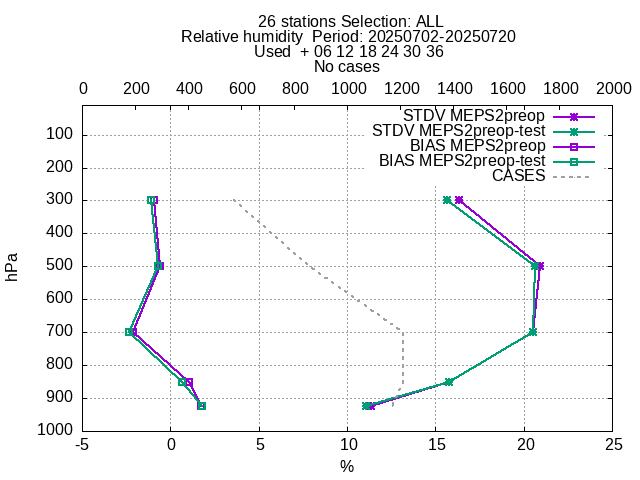 26 stations Selection: ALL
Relative humidity  Period: 20250702-20250720
Used  + 06 12 18 24 30 36
No cases
0 200 400 600 800 1000 1200 1400 1600 1800 2000
STDV MEPS2preop
STDV MEPS2preop-test
BIAS MEPS2preop
BIAS MEPS2preop-test
CASES
hPa
100
200
300
400
500
600
700
800
900
1000
-5 0 5 10 15 20 25
%